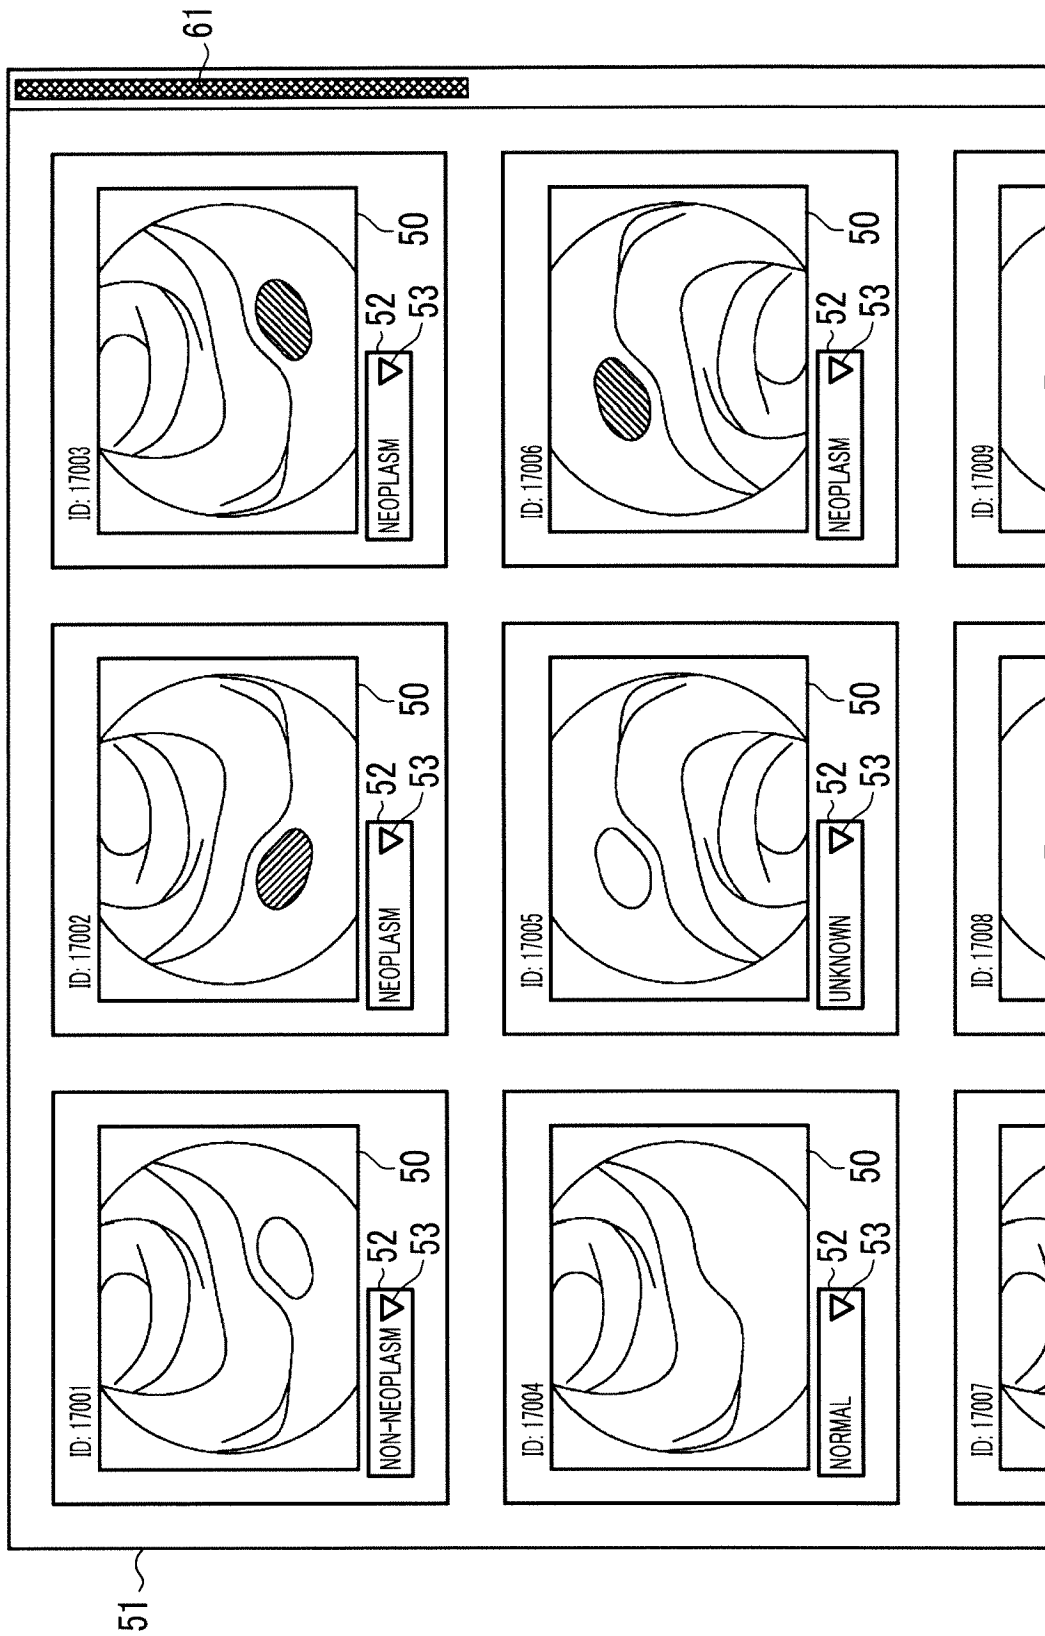 51
61
ID: 17001
50
NON-NEOPLASM
52
53
ID: 17002
50
NEOPLASM
52
53
ID: 17003
50
NEOPLASM
52
53
ID: 17004
50
NORMAL
52
53
ID: 17005
50
UNKNOWN
52
53
ID: 17006
50
NEOPLASM
52
53
ID: 17007
ID: 17008
ID: 17009